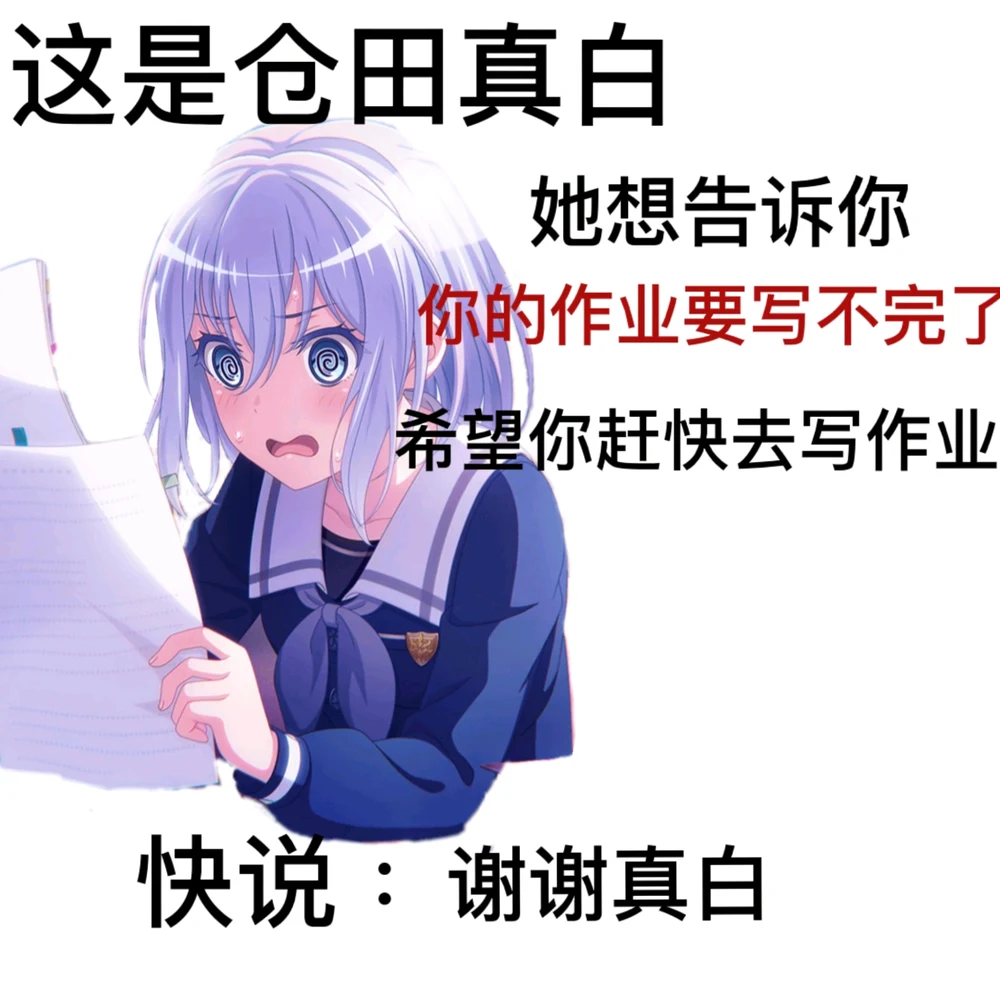 这是仓田真白
她想告诉你
你的作业要写不完了
希望你赶快去写作业
快说：谢谢真白